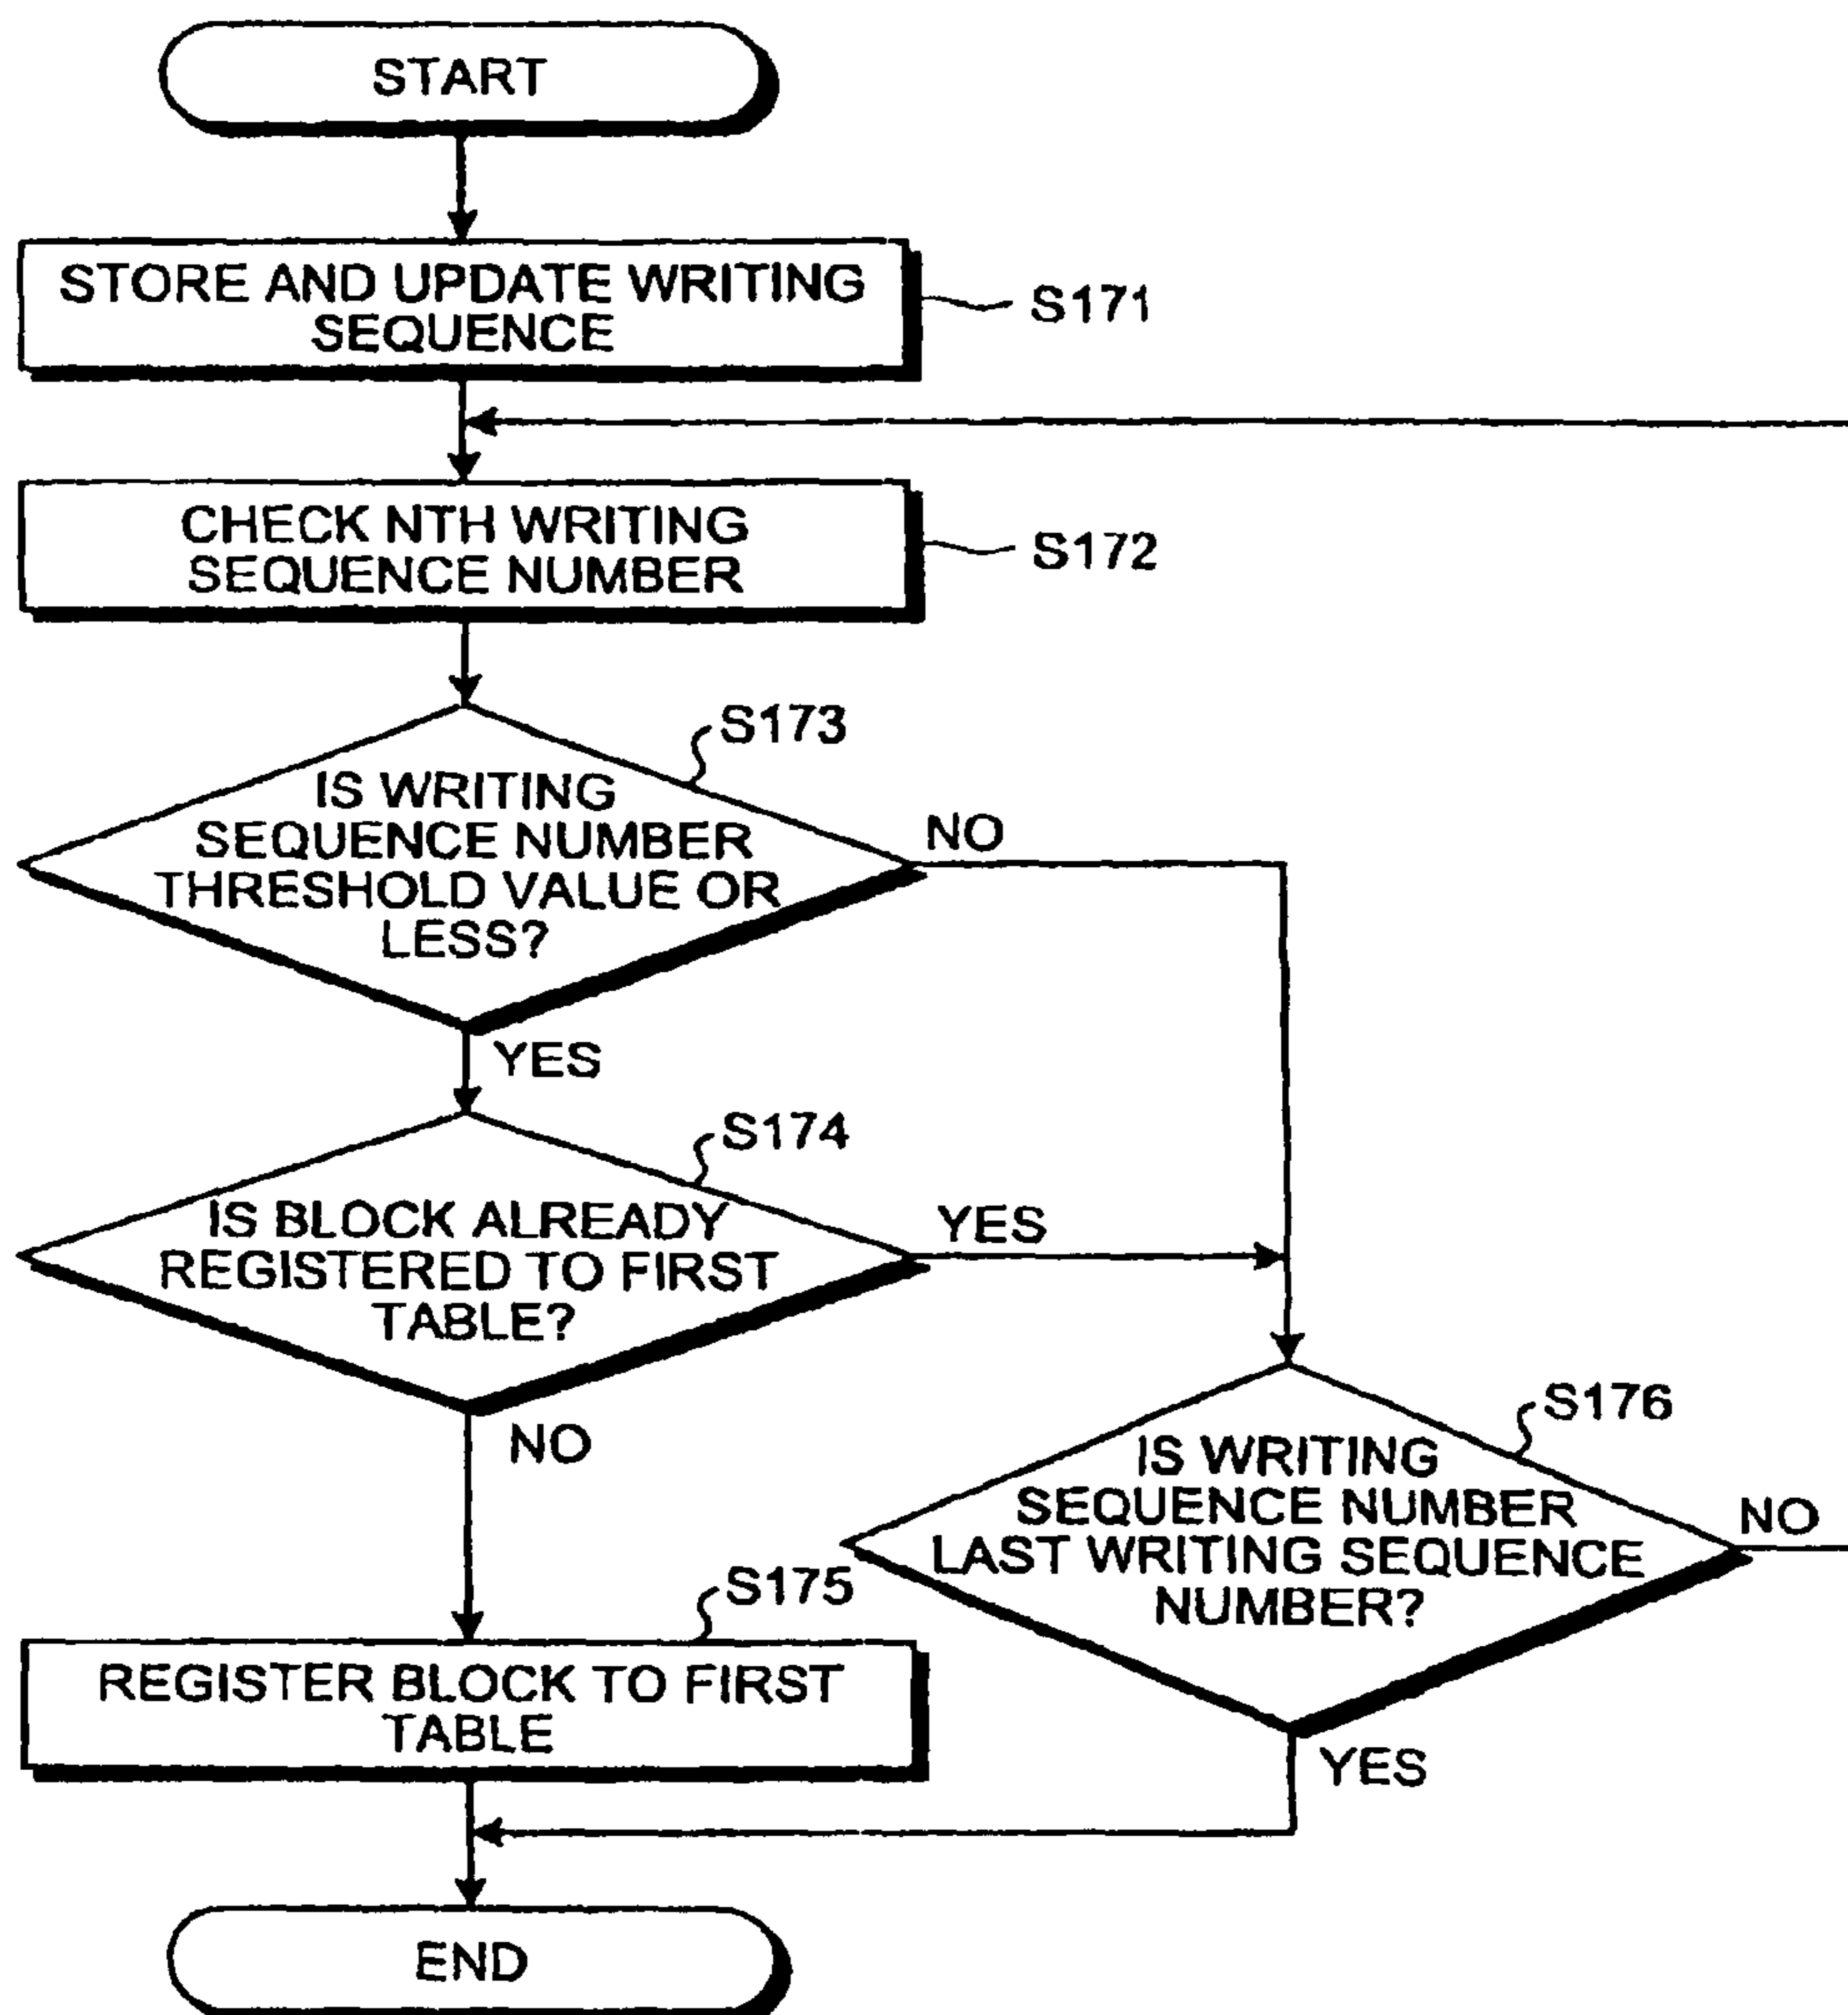 START
STORE AND UPDATE WRITING
SEQUENCE
S171
CHECK NTH WRITING
SEQUENCE NUMBER
S172
S173
IS WRITING
SEQUENCE NUMBER
THRESHOLD VALUE OR
LESS?
NO
YES
S174
IS BLOCK ALREADY
REGISTERED TO FIRST
TABLE?
YES
NO
S176
IS WRITING
SEQUENCE NUMBER
LAST WRITING SEQUENCE
NUMBER?
NO
YES
S175
REGISTER BLOCK TO FIRST
TABLE
END